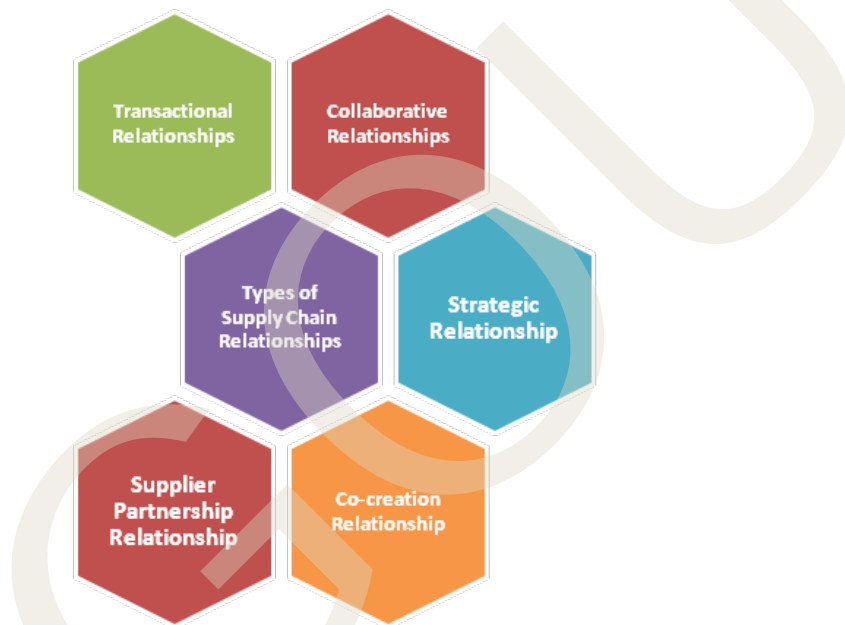 Transactional
Relationships
Collaborative
Relationships
Types of
Supply Chain
Relationships
Strategic
Relationship
Supplier
Partnership
Relationship
Co-creation
Relationship